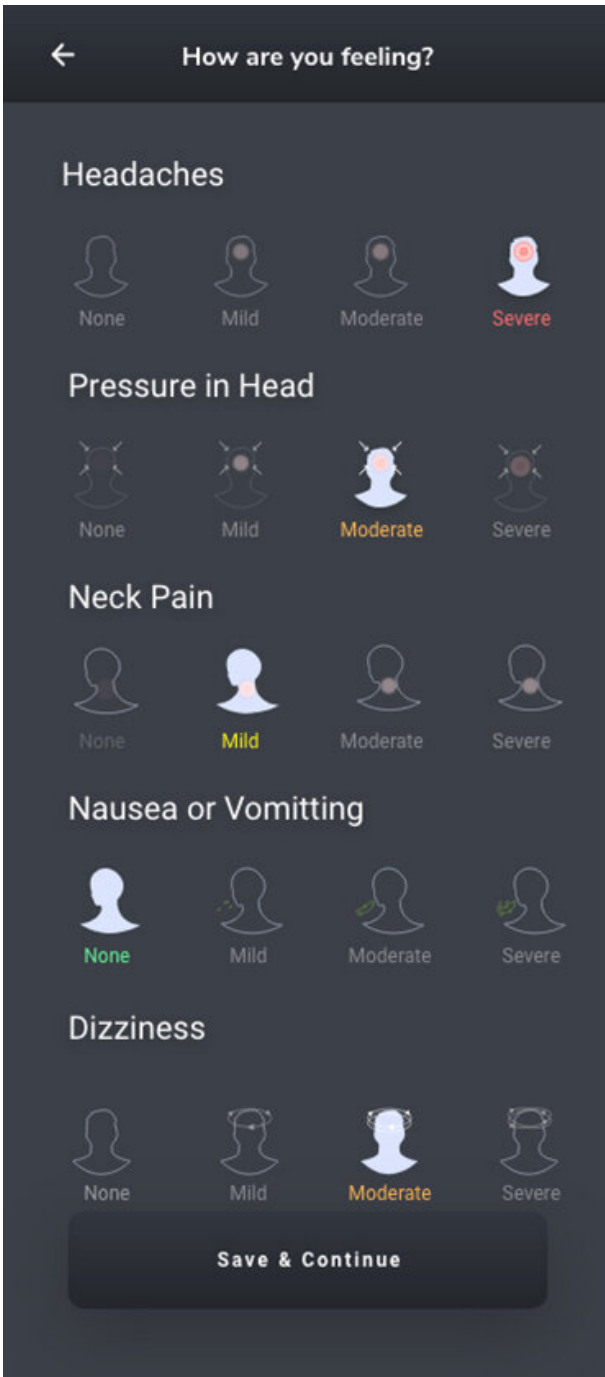 How are you feeling?
Headaches
None Mild Moderate Severe
Pressure in Head
None Mild Moderate Severe
Neck Pain
None Mild Moderate Severe
Nausea or Vomitting
None Mild Moderate Severe
Dizziness
None Mild Moderate Severe
Save & Continue